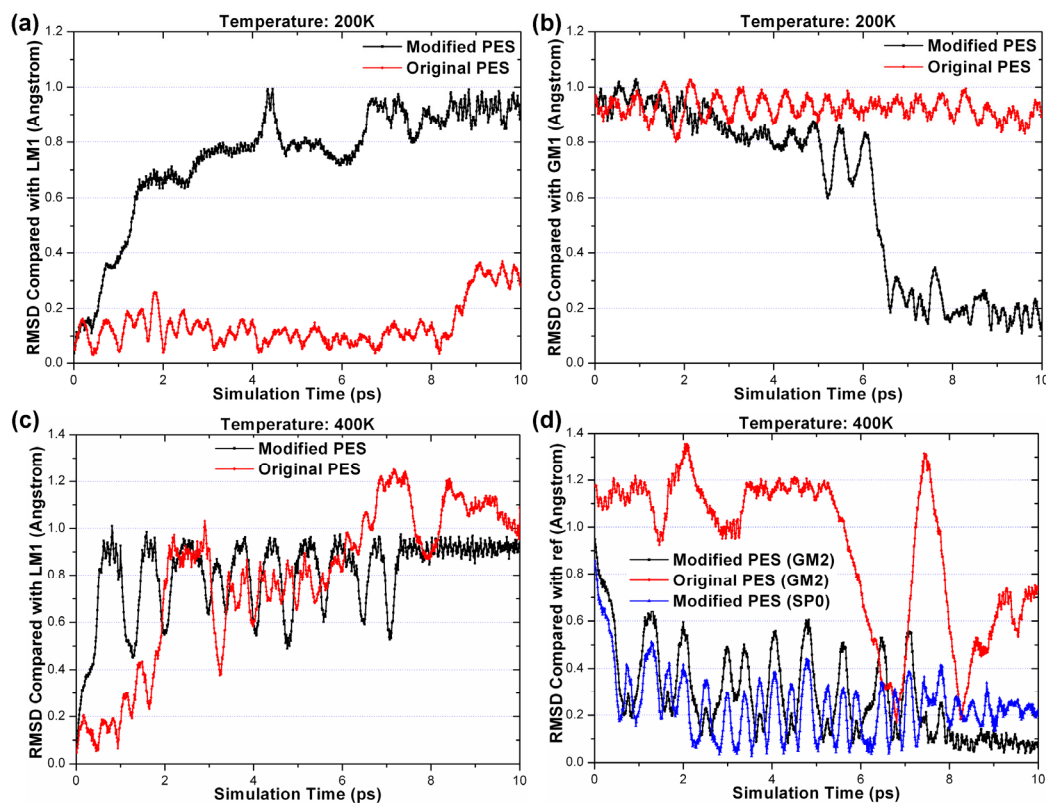 (a)
Temperature: 200K
Modified PES
Original PES
RMSD Compared with LM1 (Angstrom)
1.2
1.0
0.8
0.6
0.4
0.2
0.0
0 2 4 6 8 10
Simulation Time (ps)
(b)
Temperature: 200K
Modified PES
Original PES
RMSD Compared with GM1 (Angstrom)
1.2
1.0
0.8
0.6
0.4
0.2
0.0
0 2 4 6 8 10
Simulation Time (ps)
(c)
Temperature: 400K
Modified PES
Original PES
RMSD Compared with LM1 (Angstrom)
1.4
1.2
1.0
0.8
0.6
0.4
0.2
0.0
0 2 4 6 8 10
Simulation Time (ps)
(d)
Temperature: 400K
Modified PES (GM2)
Original PES (GM2)
Modified PES (SP0)
RMSD Compared with ref (Angstrom)
1.4
1.2
1.0
0.8
0.6
0.4
0.2
0.0
0 2 4 6 8 10
Simulation Time (ps)